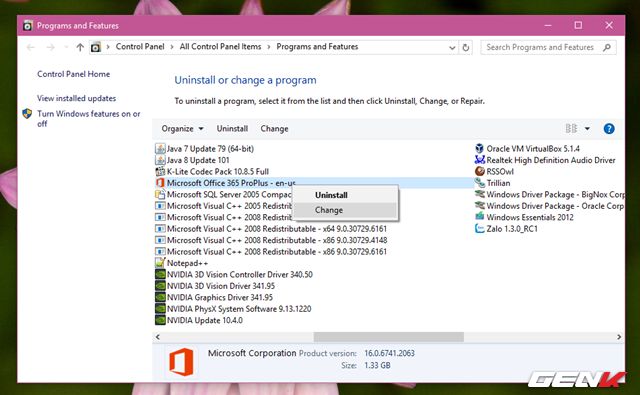 Programs and Features
Control Panel > All Control Panel Items > Programs and Features
Search Programs and Features
Control Panel Home
View installed updates
Turn Windows features on or
off
Uninstall or change a program
To uninstall a program, select it from the list and then click Uninstall, Change, or Repair.
Organize Uninstall Change
Java 7 Update 79 (64-bit)
Java 8 Update 101
K-Lite Codec Pack 10.8.5 Full
Microsoft Office 365 ProPlus - en-us
Microsoft SQL Server 2005 Compac
Microsoft Visual C++ 2005 Redistrib
Microsoft Visual C++ 2008 Redistrib
Microsoft Visual C++ 2008 Redistributable - x64 9.0.30729.6161
Microsoft Visual C++ 2008 Redistributable - x86 9.0.30729.4148
Microsoft Visual C++ 2008 Redistributable - x86 9.0.30729.6161
Notepad++
NVIDIA 3D Vision Controller Driver 340.50
NVIDIA 3D Vision Driver 341.95
NVIDIA Graphics Driver 341.95
NVIDIA PhysX System Software 9.13.1220
NVIDIA Update 10.4.0
Uninstall
Change
Oracle VM VirtualBox 5.1.4
Realtek High Definition Audio Driver
RSSOwl
Trillian
Windows Driver Package - BigNox Corp
Windows Driver Package - Oracle Corp
Windows Essentials 2012
Zalo 1.3.0_RC1
Microsoft Corporation Product version: 16.0.6741.2063
Size: 1.33 GB
GENK